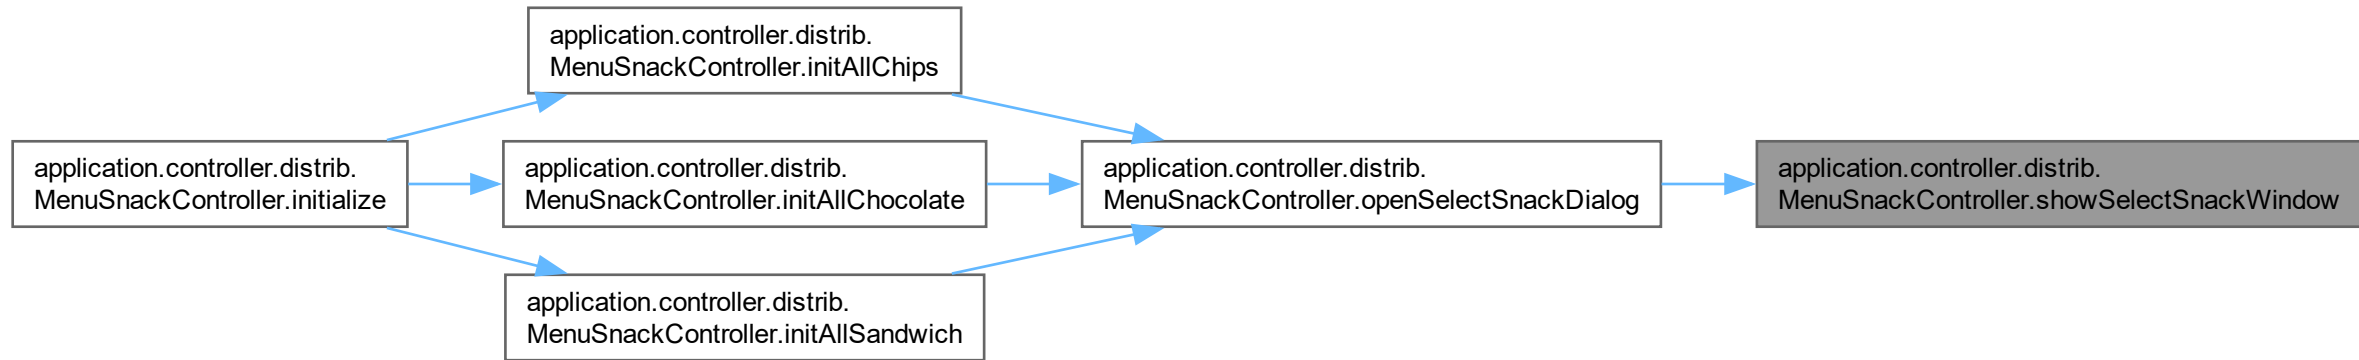 application.controller.distrib.
MenuSnackController.initAllChips
application.controller.distrib.
MenuSnackController.initialize
application.controller.distrib.
MenuSnackController.initAllChocolate
application.controller.distrib.
MenuSnackController.openSelectSnackDialog
application.controller.distrib.
MenuSnackController.showSelectSnackWindow
application.controller.distrib.
MenuSnackController.initAllSandwich